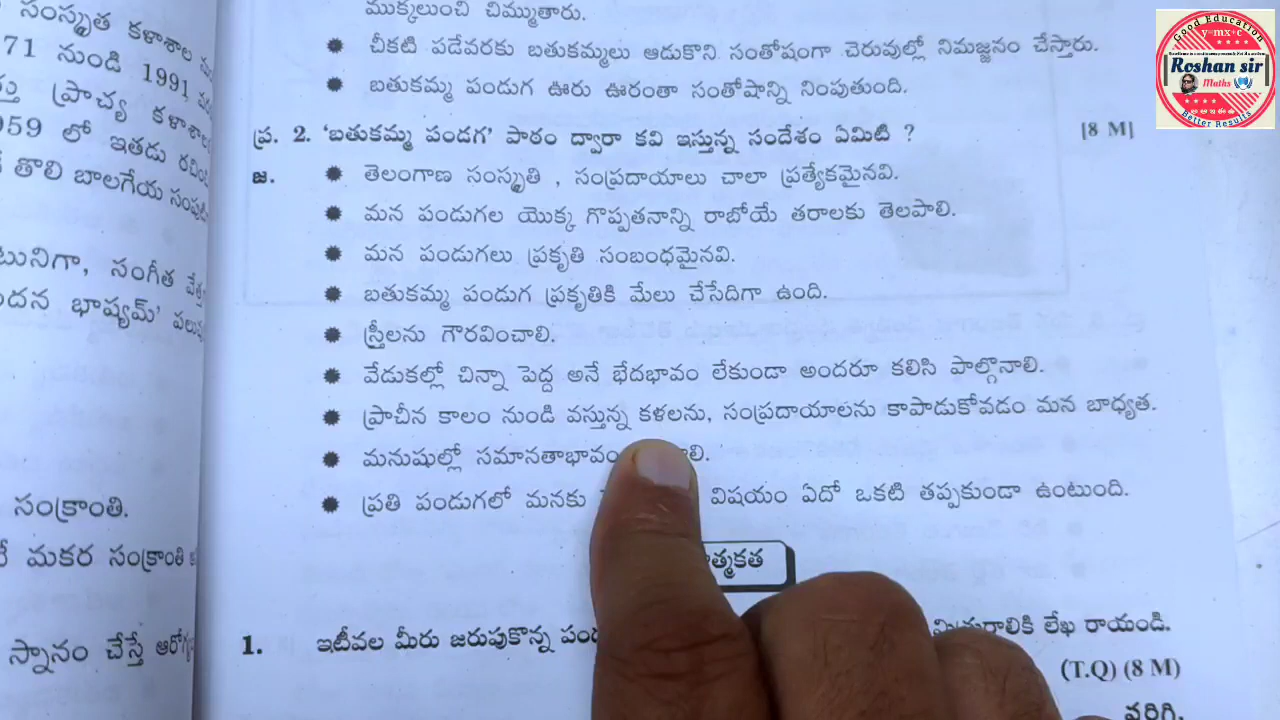 సంస్కృత కళాశాల
71 నుండి 1991
ప్రాచ్య కళాశాల
959 లో ఇతడు రచిం
తొలి బాలగేయ సంపు
టునిగా, సంగీత వేత్త
భాష్యమ్'
సంక్రాంతి.
మకర సంక్రాంతి
స్నానం చేస్తే ఆరోగ్య
ముక్కలుంచి చిమ్ముతారు.
చీకటి పడేవరకు బతుకమ్మలు ఆడుకొని సంతోషంగా చెరువుల్లో నిమజ్జనం చేస్తారు.
బతుకమ్మ పండుగ ఊరు ఊరంతా సంతోషాన్ని నింపుతుంది.
ప్ర. 2. 'బతుకమ్మ పండగ' పాఠం ద్వారా కవి ఇస్తున్న సందేశం ఏమిటి ? [8 M]
జ. తెలంగాణ సంస్కృతి , సంప్రదాయాలు చాలా ప్రత్యేకమైనవి.
మన పండుగల యొక్క గొప్పతనాన్ని రాబోయే తరాలకు తెలపాలి.
మన పండుగలు ప్రకృతి సంబంధమైనవి.
బతుకమ్మ పండుగ ప్రకృతికి మేలు చేసేదిగా ఉంది.
స్త్రీలను గౌరవించాలి.
వేడుకల్లో చిన్నా పెద్ద అనే భేదభావం లేకుండా అందరూ కలిసి పాల్గొనాలి.
ప్రాచీన కాలం నుండి వస్తున్న కళలను, సంప్రదాయాలను కాపాడుకోవడం మన బాధ్యత.
మనుషుల్లో సమానతాభావం
ప్రతి పండుగలో మనకు విషయం ఏదో ఒకటి తప్పకుండా ఉంటుంది.
త్మకత
1. ఇటీవల మీరు జరుపుకొన్న లేఖ రాయండి.
(T.Q) (8 M)
వరిగి,
Good Education
y=mx+c
Roshan sir
Maths
Better Results